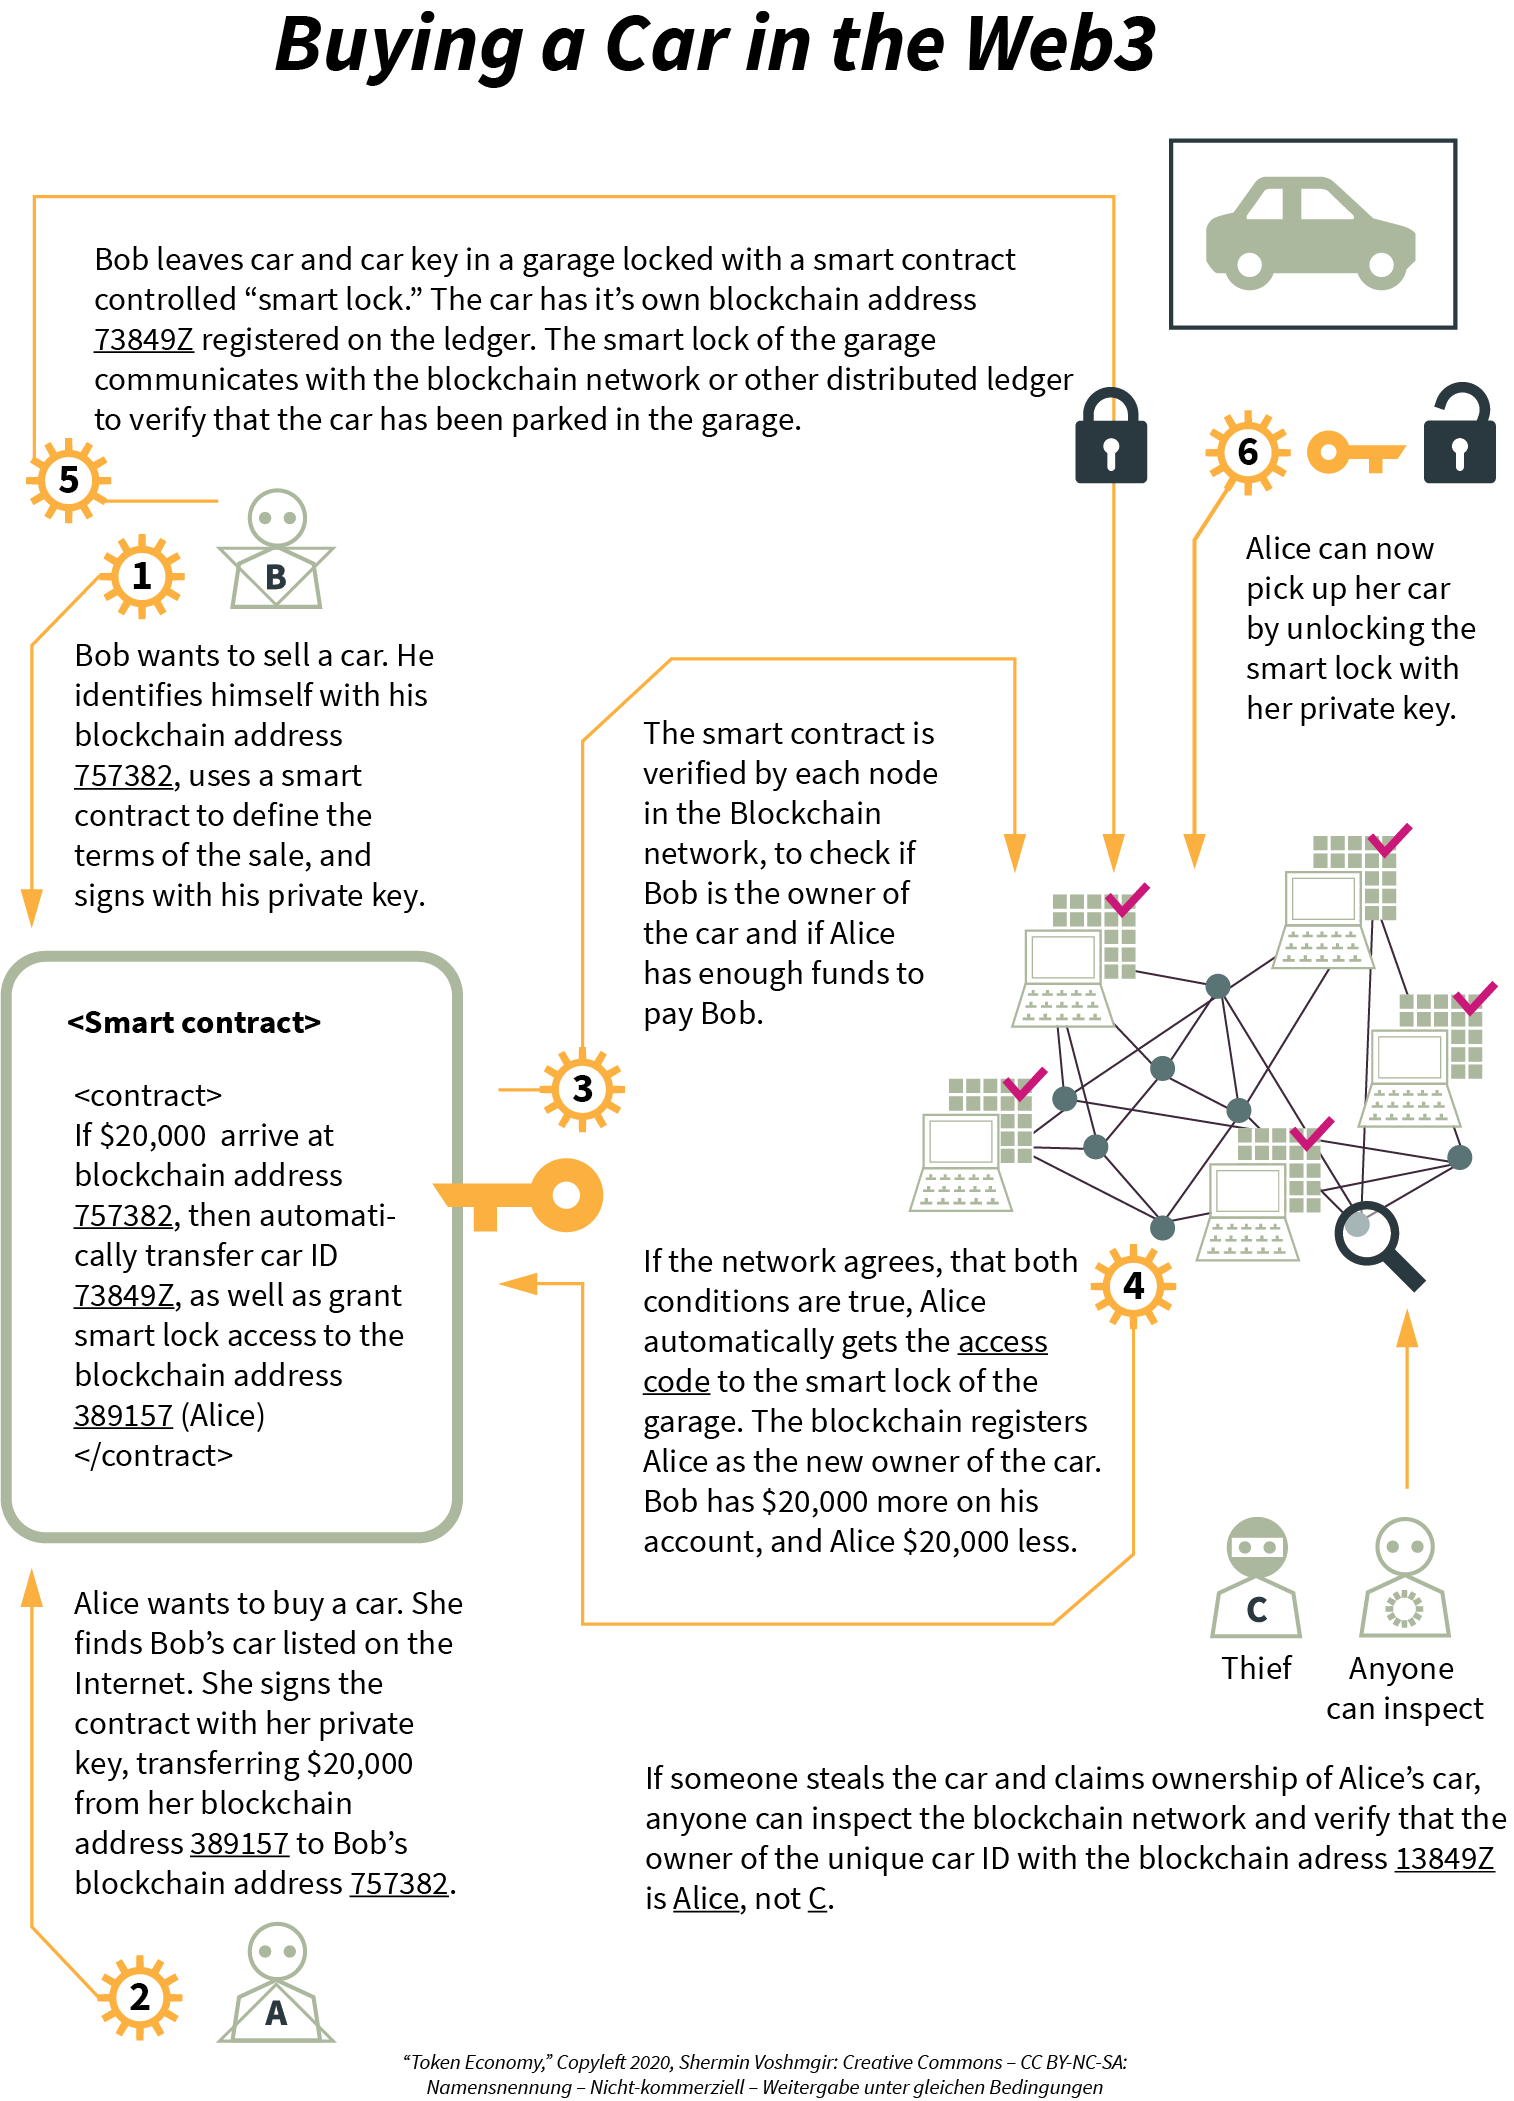 Buying a Car in the Web3
Bob leaves car and car key in a garage locked with a smart contract
controlled “smart lock.” The car has it’s own blockchain address
73849Z registered on the ledger. The smart lock of the garage
communicates with the blockchain network or other distributed ledger
to verify that the car has been parked in the garage.
5
6
Alice can now
pick up her car
by unlocking the
smart lock with
her private key.
1
B
Bob wants to sell a car. He
identifies himself with his
blockchain address
757382, uses a smart
contract to define the
terms of the sale, and
signs with his private key.
The smart contract is
verified by each node
in the Blockchain
network, to check if
Bob is the owner of
the car and if Alice
has enough funds to
pay Bob.
3
<Smart contract>
<contract>
If $20,000  arrive at
blockchain address
757382, then automati-
cally transfer car ID
73849Z, as well as grant
smart lock access to the
blockchain address
389157 (Alice)
</contract>
If the network agrees, that both
conditions are true, Alice
automatically gets the access
code to the smart lock of the
garage. The blockchain registers
Alice as the new owner of the car.
Bob has $20,000 more on his
account, and Alice $20,000 less.
4
Alice wants to buy a car. She
finds Bob’s car listed on the
Internet. She signs the
contract with her private
key, transferring $20,000
from her blockchain
address 389157 to Bob’s
blockchain address 757382.
2
A
C
Thief
Anyone
can inspect
If someone steals the car and claims ownership of Alice’s car,
anyone can inspect the blockchain network and verify that the
owner of the unique car ID with the blockchain adress 13849Z
is Alice, not C.
“Token Economy,” Copyleft 2020, Shermin Voshmgir: Creative Commons – CC BY-NC-SA:
Namensnennung – Nicht-kommerziell – Weitergabe unter gleichen Bedingungen